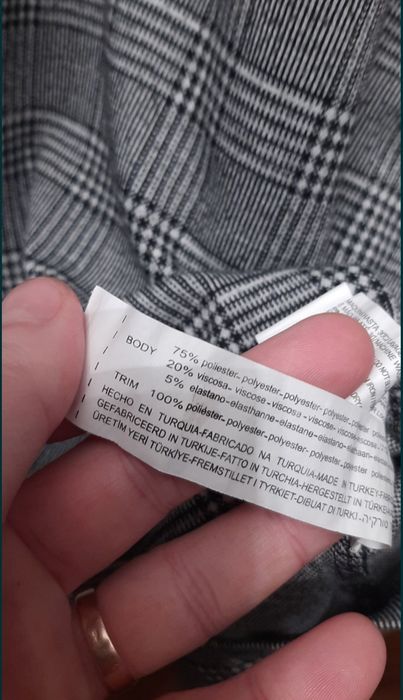 BODY 75% poliester- polyester-polyester- polyester-
20% viscosa- viscose-viscosa -viscose- viscose-
5% elastano-elasthanne-elastano-elastane-
TRIM 100% poliéster- polyester-polyester- polyester-
HECHO EN TURQUIA-FABRICADO NA TURQUIA-MADE IN TURKEY-
GEFABRICEERD IN TURKIJE-FATTO IN TURCHIA-HERGESTELLT IN TÜRKEI-
ÜRETİM YERİ TÜRKİYE-FREMSTILLET I TYRKIET-DIBUAT DI TURKI-